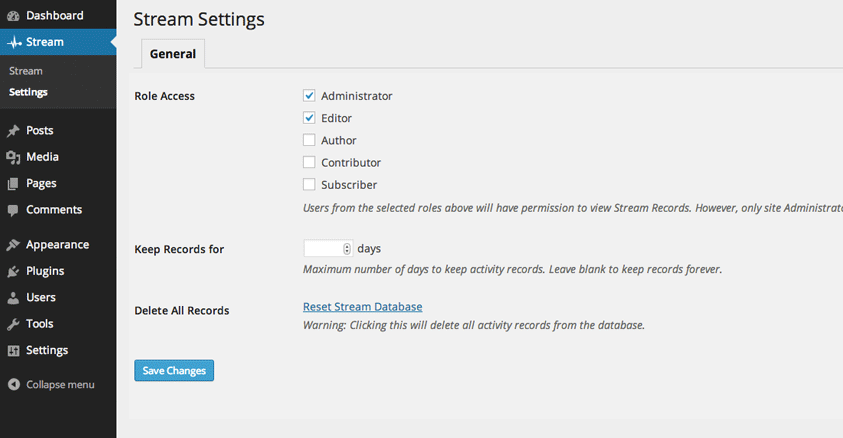 Dashboard
Stream
Stream
Settings
Posts
Media
Pages
Comments
Appearance
Plugins
Users
Tools
Settings
Collapse menu
Stream Settings
General
Role Access
Administrator
Editor
Author
Contributor
Subscriber
Users from the selected roles above will have permission to view Stream Records. However, only site Administrato
Keep Records for
days
Maximum number of days to keep activity records. Leave blank to keep records forever.
Delete All Records
Reset Stream Database
Warning: Clicking this will delete all activity records from the database.
Save Changes